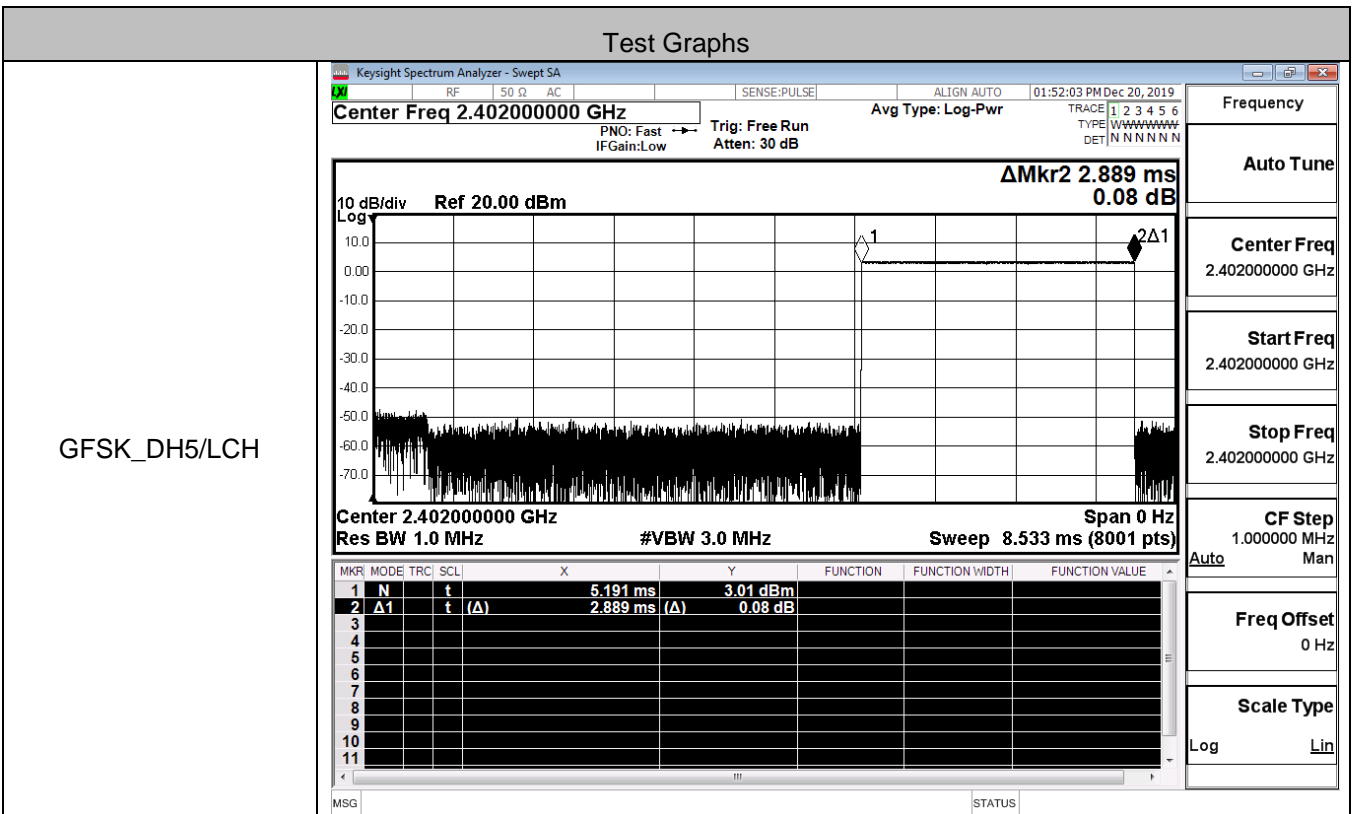 Test Graphs
GFSK_DH5/LCH
Keysight Spectrum Analyzer - Swept SA
LXI RF 50 Ω AC SENSE:PULSE ALIGN AUTO 01:52:03 PM Dec 20, 2019
Center Freq 2.402000000 GHz
PNO: Fast
IFGain:Low
Trig: Free Run
Atten: 30 dB
Avg Type: Log-Pwr
TRACE 1 2 3 4 5 6
TYPE WWWWWW
DET N N N N N N
ΔMkr2 2.889 ms
0.08 dB
10 dB/div Ref 20.00 dBm
Log
10.0
0.00
-10.0
-20.0
-30.0
-40.0
-50.0
-60.0
-70.0
1
2Δ1
Center 2.402000000 GHz Span 0 Hz
Res BW 1.0 MHz #VBW 3.0 MHz Sweep 8.533 ms (8001 pts)
MKR MODE TRC SCL X Y FUNCTION FUNCTION WIDTH FUNCTION VALUE
1 N t 5.191 ms 3.01 dBm
2 Δ1 t (Δ) 2.889 ms (Δ) 0.08 dB
3
4
5
6
7
8
9
10
11
MSG STATUS
Frequency
Auto Tune
Center Freq
2.402000000 GHz
Start Freq
2.402000000 GHz
Stop Freq
2.402000000 GHz
CF Step
1.000000 MHz
Auto Man
Freq Offset
0 Hz
Scale Type
Log Lin